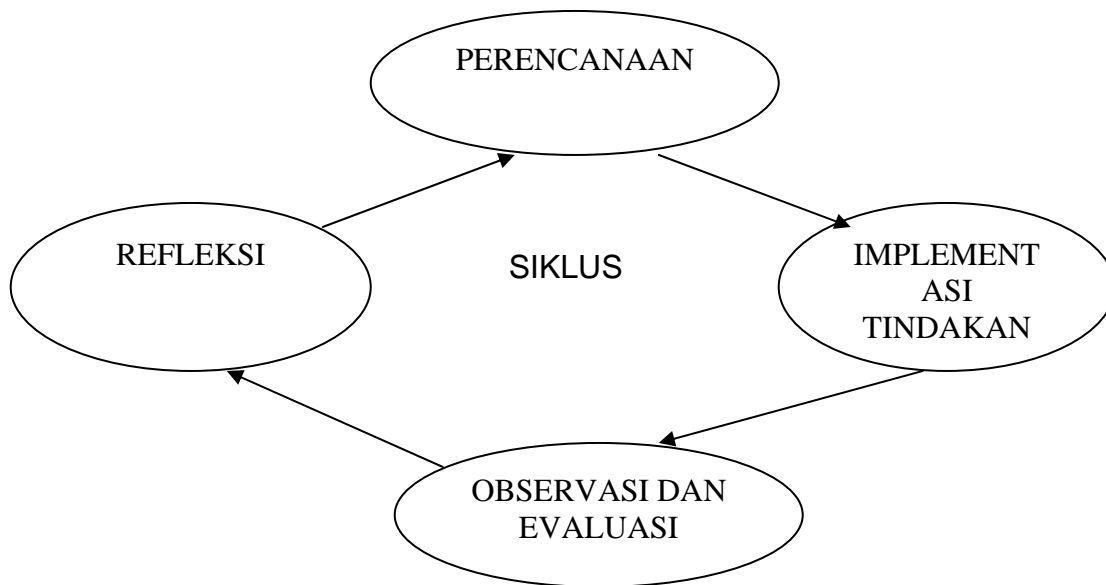 PERENCANAAN
REFLEKSI
SIKLUS
IMPLEMENT
ASI
TINDAKAN
OBSERVASI DAN
EVALUASI